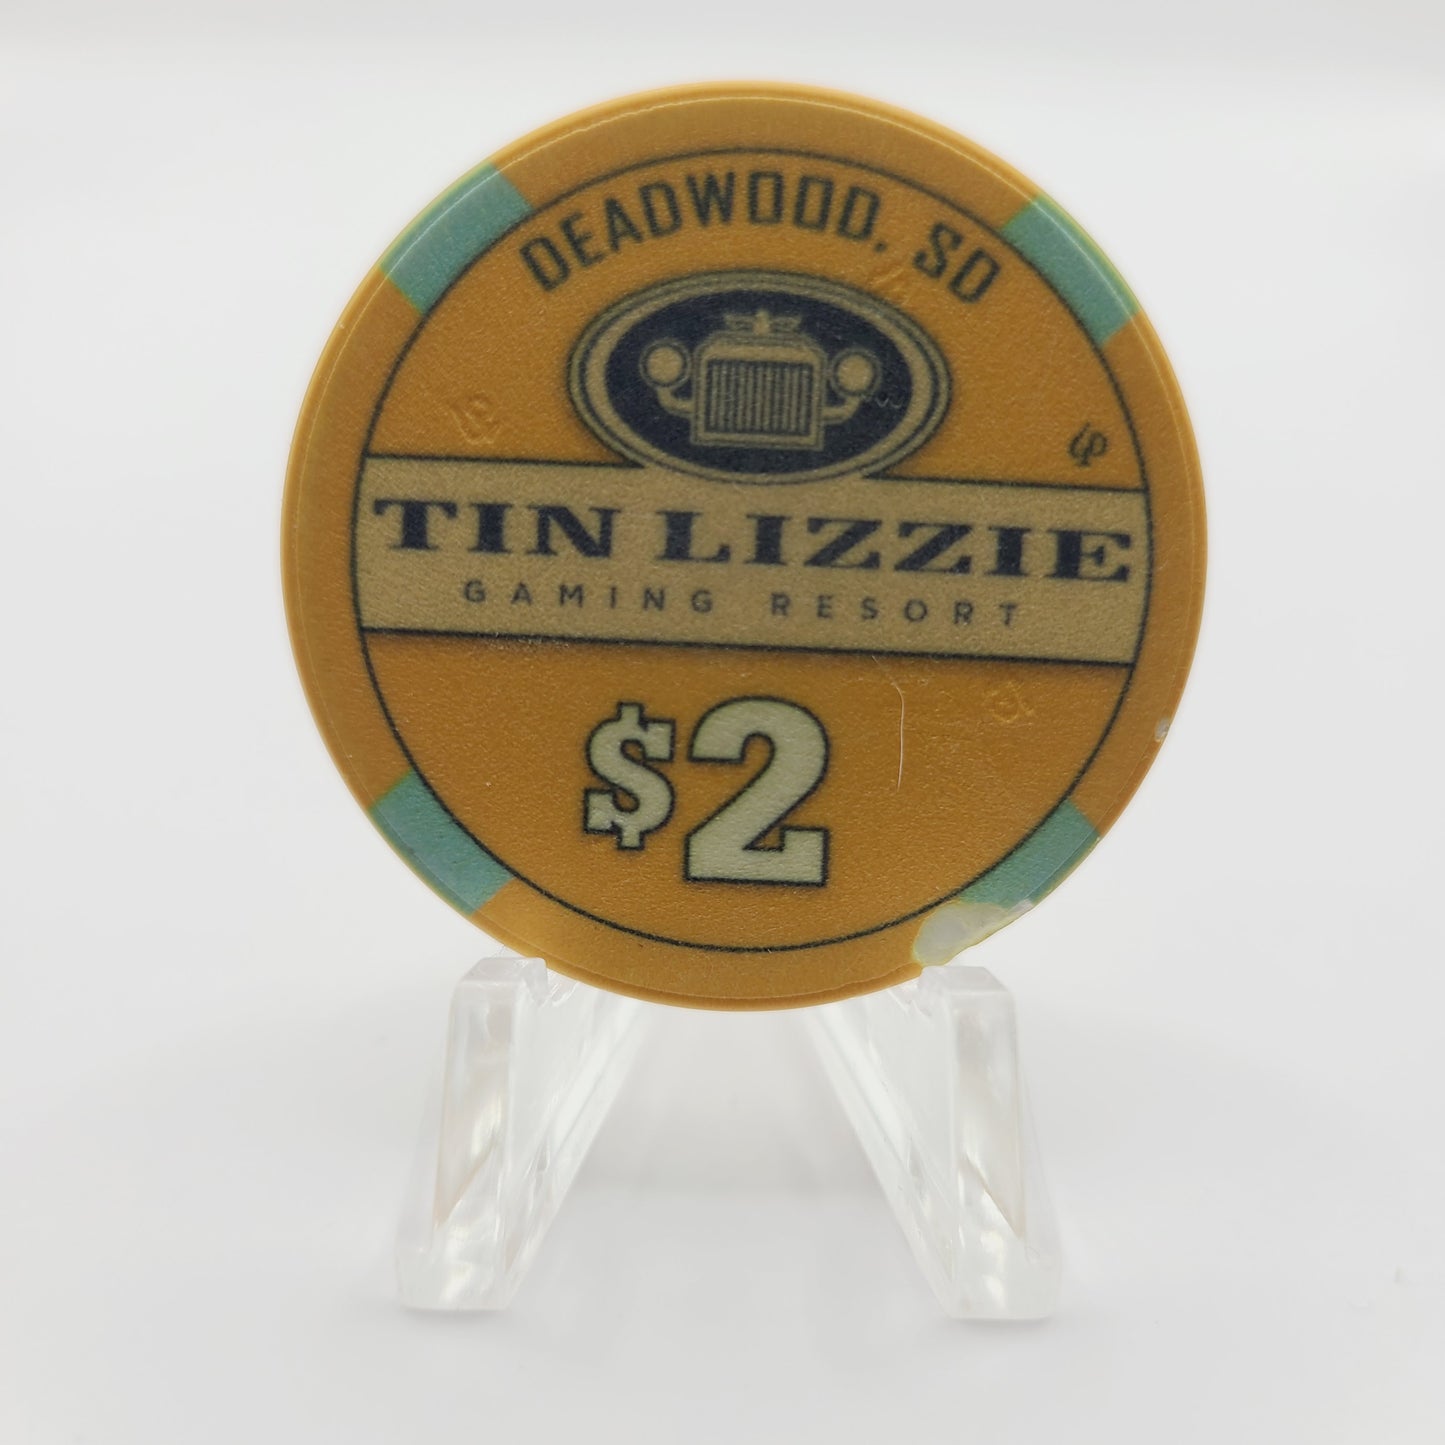 DEADWOOD, SD
TIN LIZZIE
GAMING RESORT
$2